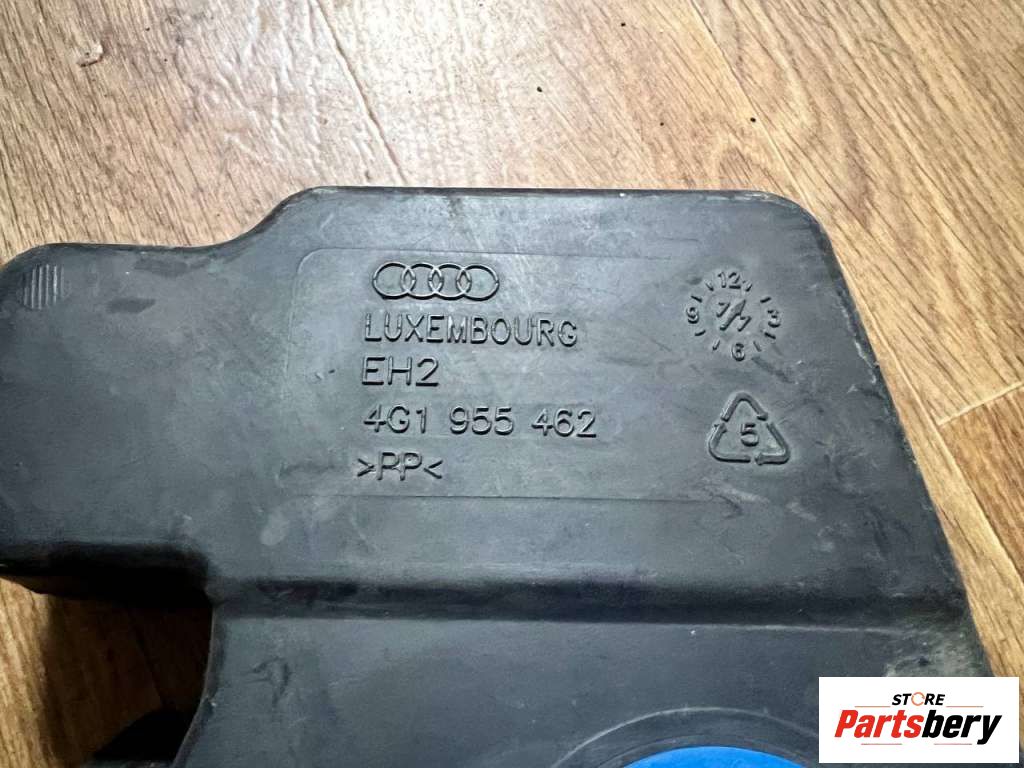 LUXEMBOURG
EH2
4G1 955 462
>PP<
12
9 3
6
5
STORE
Partsbery